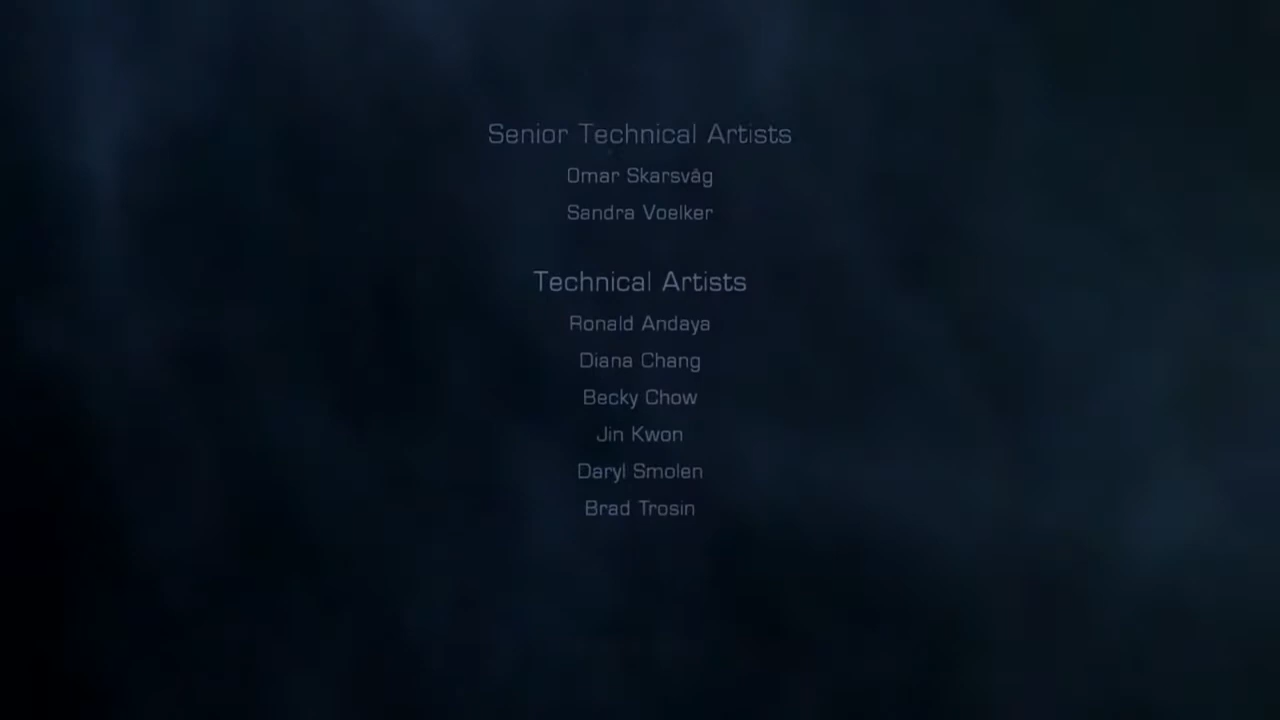 Senior Technical Artists
Omar Skarsvåg
Sandra Voelker
Technical Artists
Ronald Andaya
Diana Chang
Becky Chow
Jin Kwon
Daryl Smolen
Brad Trosin